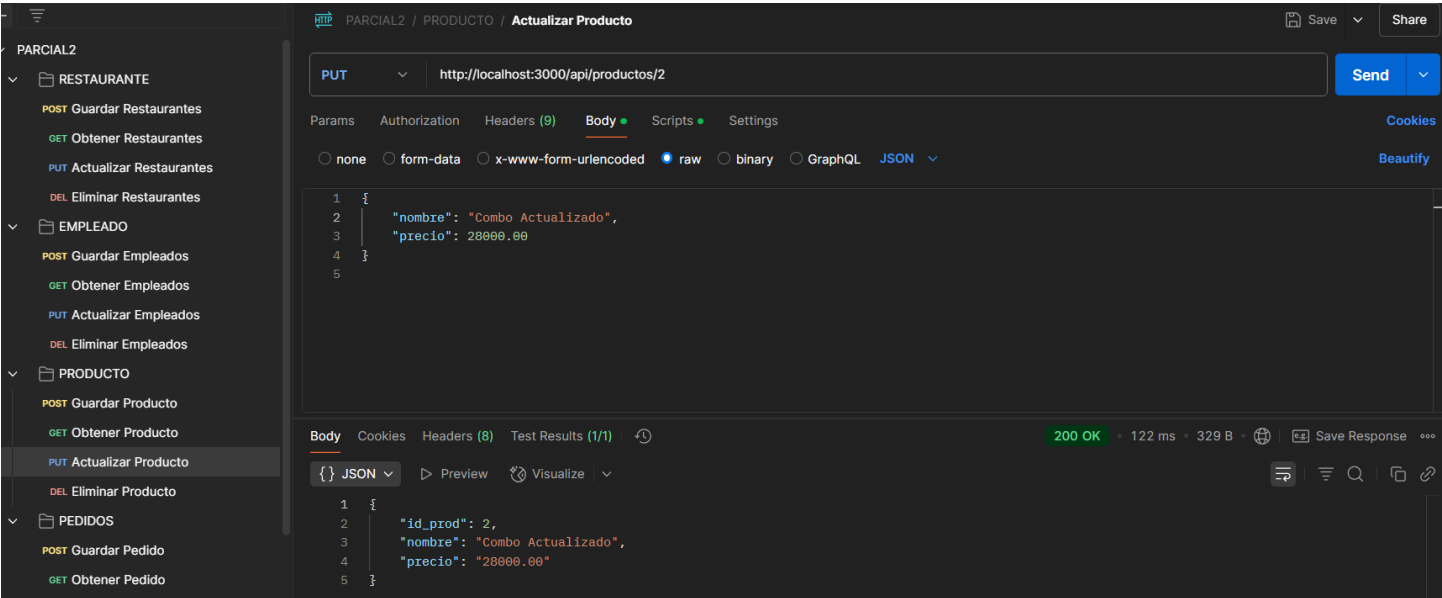 PARCIAL2
RESTAURANTE
POST Guardar Restaurantes
GET Obtener Restaurantes
PUT Actualizar Restaurantes
DEL Eliminar Restaurantes
EMPLEADO
POST Guardar Empleados
GET Obtener Empleados
PUT Actualizar Empleados
DEL Eliminar Empleados
PRODUCTO
POST Guardar Producto
GET Obtener Producto
PUT Actualizar Producto
DEL Eliminar Producto
PEDIDOS
POST Guardar Pedido
GET Obtener Pedido
HTTP PARCIAL2 / PRODUCTO / Actualizar Producto Save Share
PUT http://localhost:3000/api/productos/2 Send
Params Authorization Headers (9) Body Scripts Settings Cookies
none form-data x-www-form-urlencoded raw binary GraphQL JSON Beautify
1 {
2 "nombre": "Combo Actualizado",
3 "precio": 28000.00
4 }
5
Body Cookies Headers (8) Test Results (1/1) 200 OK 122 ms 329 B e.g. Save Response
{} JSON Preview Visualize
1 {
2 "id_prod": 2,
3 "nombre": "Combo Actualizado",
4 "precio": "28000.00"
5 }